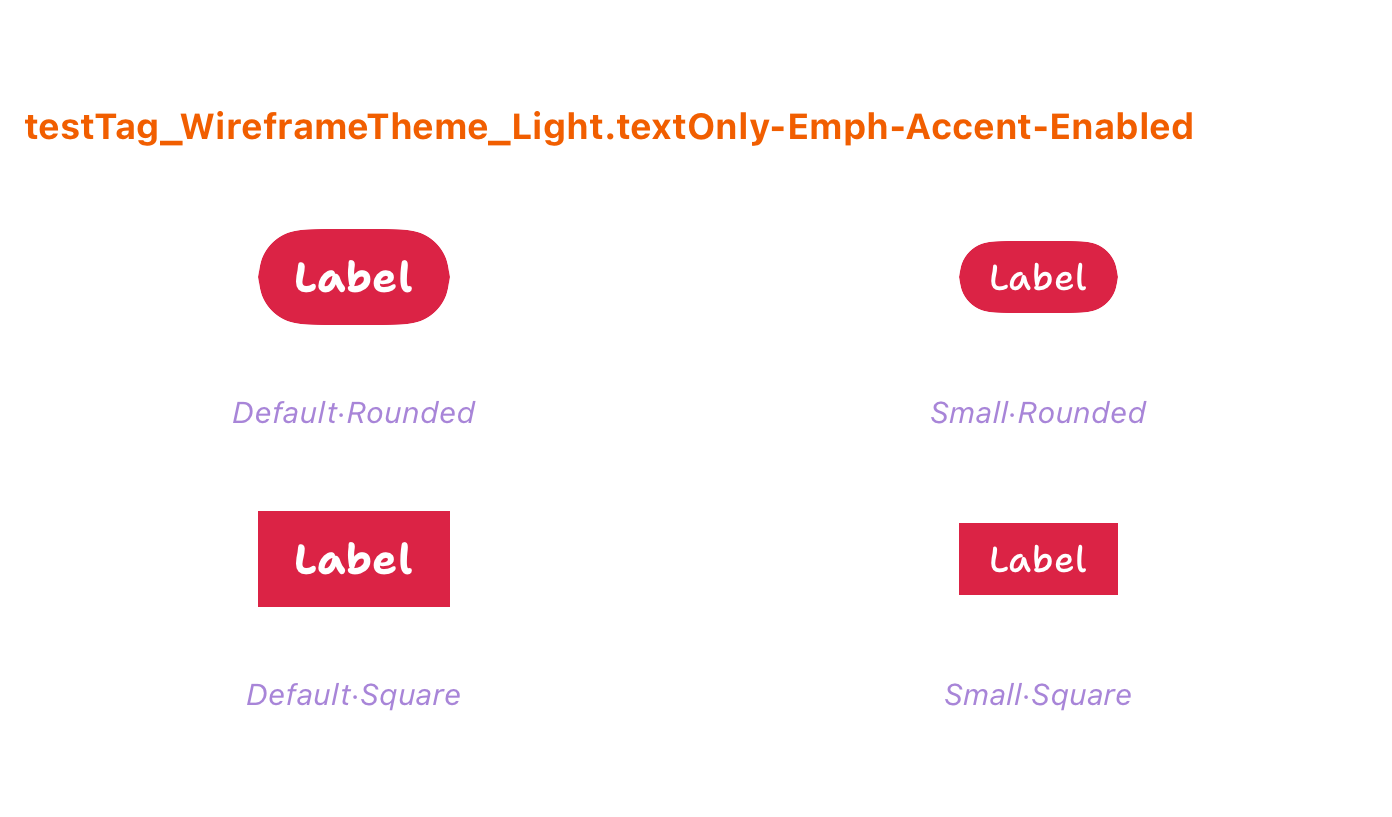 testTag_WireframeTheme_Light.textOnly-Emph-Accent-Enabled
Label Label
Default·Rounded Small·Rounded
Label Label
Default·Square Small·Square